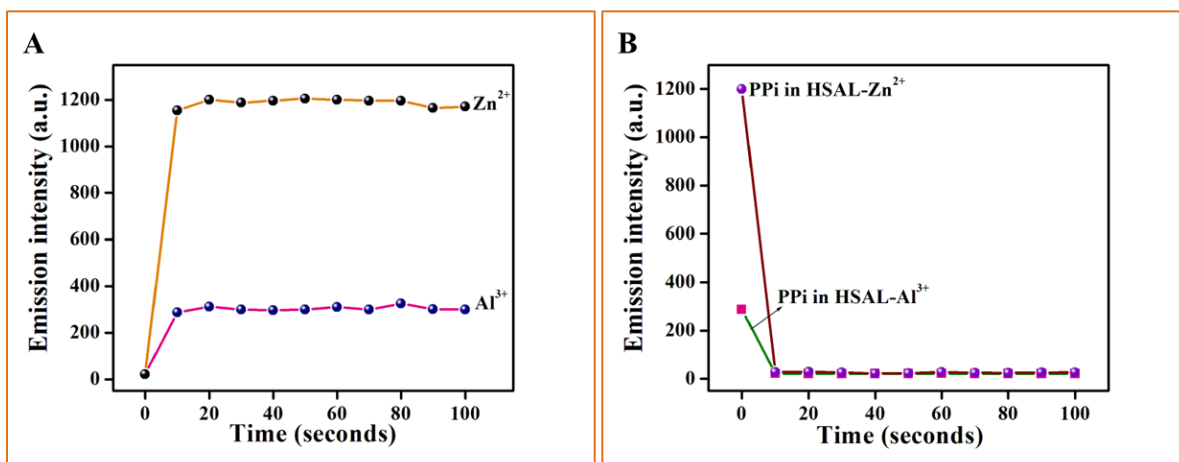 A
Emission intensity (a.u.)
1200
1000
800
600
400
200
0
Zn²⁺
Al³⁺
0 20 40 60 80 100
Time (seconds)
B
Emission intensity (a.u.)
1200
1000
800
600
400
200
0
PPi in HSAL-Zn²⁺
PPi in HSAL-Al³⁺
0 20 40 60 80 100
Time (seconds)